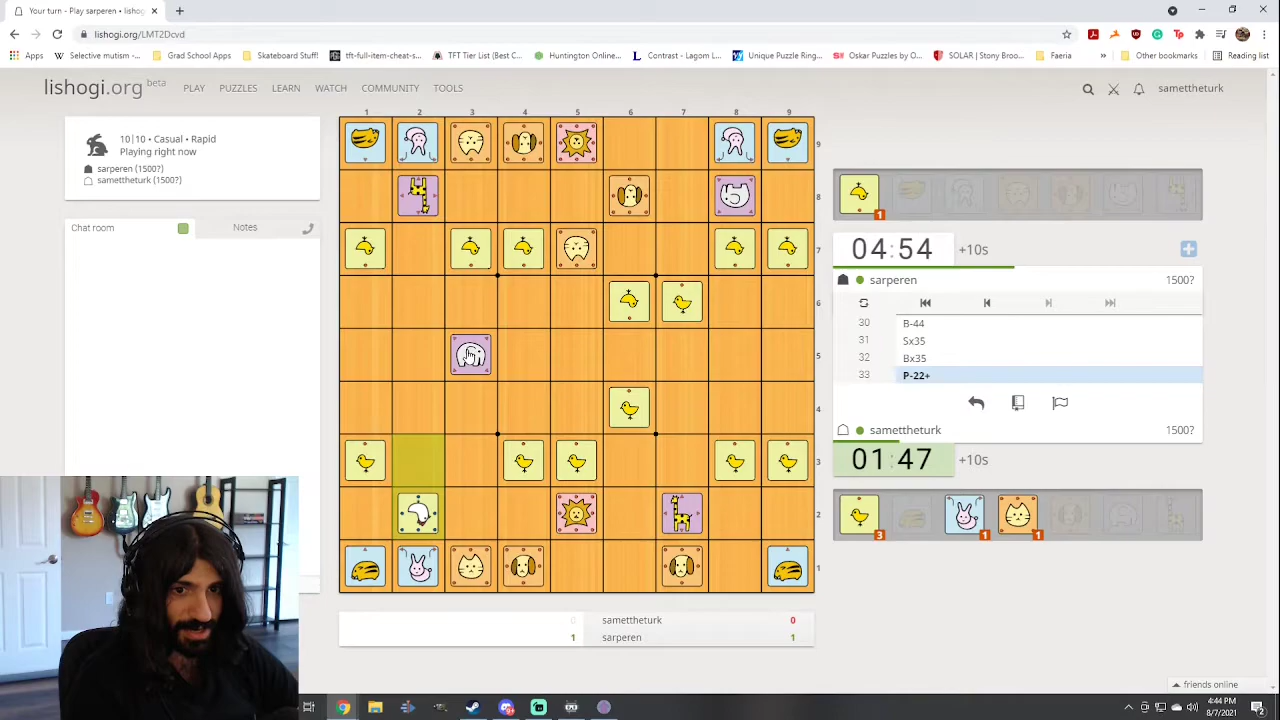 Your turn - Play sarperen • lishog
lishogi.org/LMT2Dcvd
Apps
Selective mutism -...
Grad School Apps
Skateboard Stuff!
tft-full-item-cheat-s...
TFT Tier List (Best C...
Huntington Online...
Contrast - Lagom L...
Unique Puzzle Ring...
Oskar Puzzles by O...
SOLAR | Stony Broo...
Faeria
»
Other bookmarks
Reading list
lishogi.org beta
PLAY
PUZZLES
LEARN
WATCH
COMMUNITY
TOOLS
samettheturk
10|10 • Casual • Rapid
Playing right now
sarperen (1500?)
samettheturk (1500?)
Chat room
Notes
1 2 3 4 5 6 7 8 9
9
8
7
6
5
4
3
2
1
1
04:54 +10s
sarperen 1500?
30 B-44
31 Sx35
32 Bx35
33 P-22+
samettheturk 1500?
01:47 +10s
3 1 1
0 samettheturk 0
1 sarperen 1
friends online
4:44 PM
8/7/2021
2